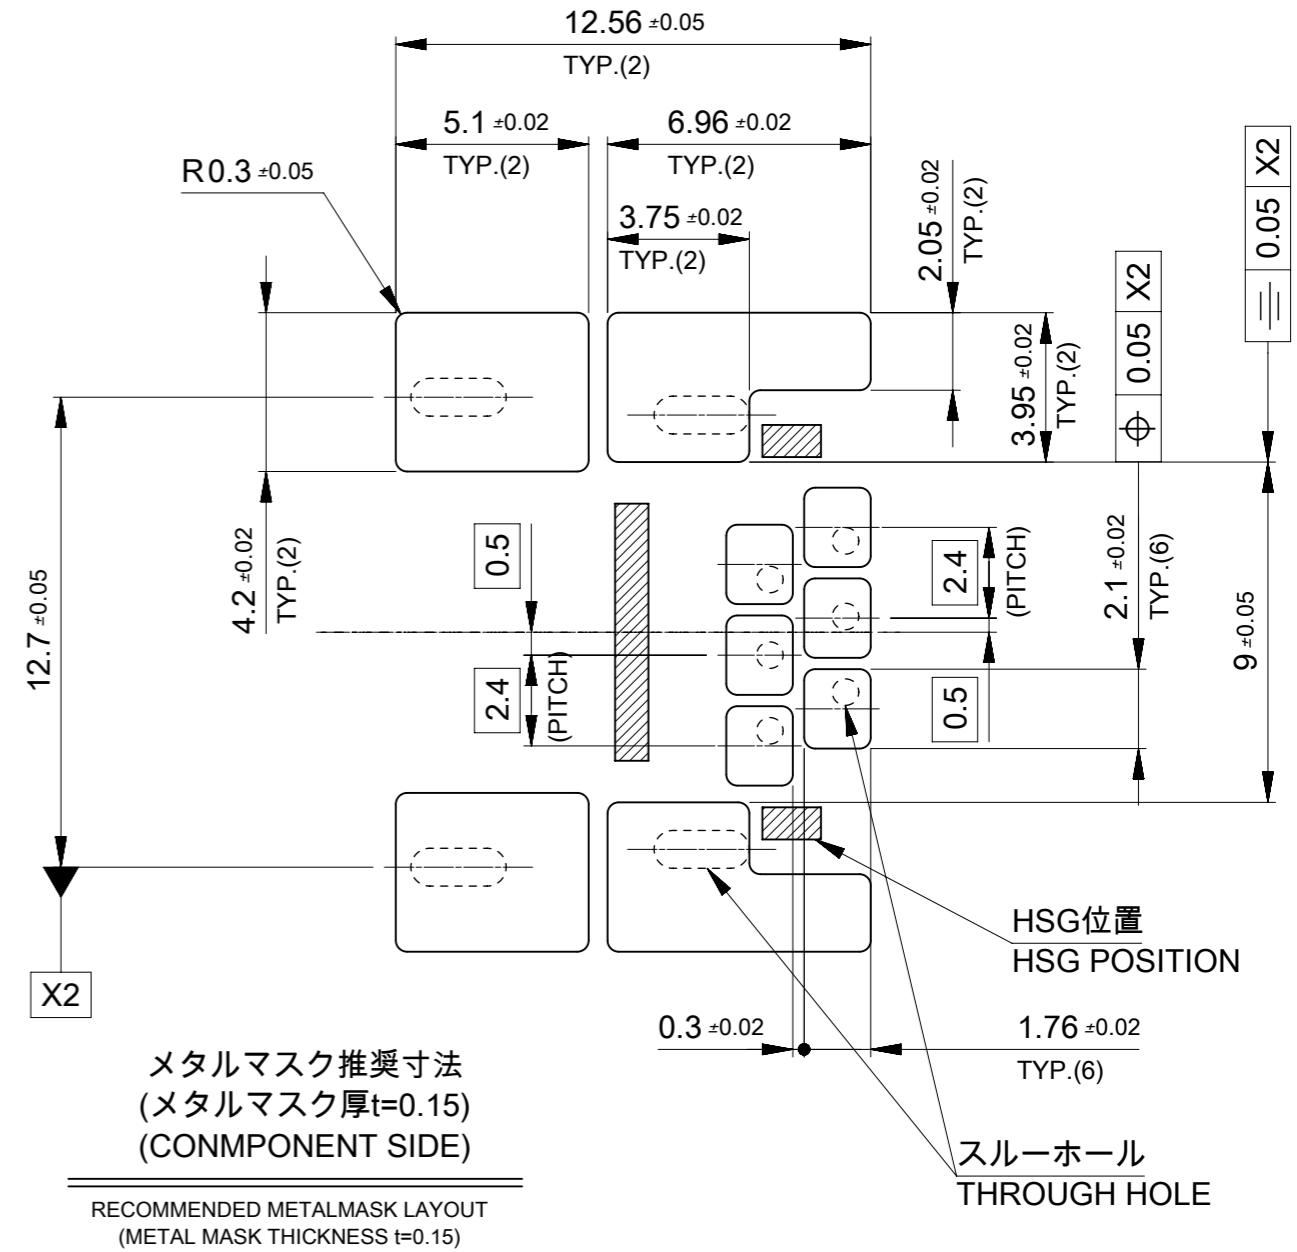 12.56 ±0.05
TYP.(2)
5.1 ±0.02
TYP.(2)
6.96 ±0.02
TYP.(2)
R0.3 ±0.05
3.75 ±0.02
TYP.(2)
2.05 ±0.02
TYP.(2)
3.95 ±0.02
TYP.(2)
⌖ 0.05 X2
⌯ 0.05 X2
12.7 ±0.05
4.2 ±0.02
TYP.(2)
0.5
2.4
(PITCH)
2.4
(PITCH)
0.5
2.1 ±0.02
TYP.(6)
9 ±0.05
X2
HSG位置
HSG POSITION
0.3 ±0.02
1.76 ±0.02
TYP.(6)
スルーホール
THROUGH HOLE
メタルマスク推奨寸法
(メタルマスク厚t=0.15)
(CONMPONENT SIDE)
RECOMMENDED METALMASK LAYOUT
(METAL MASK THICKNESS t=0.15)